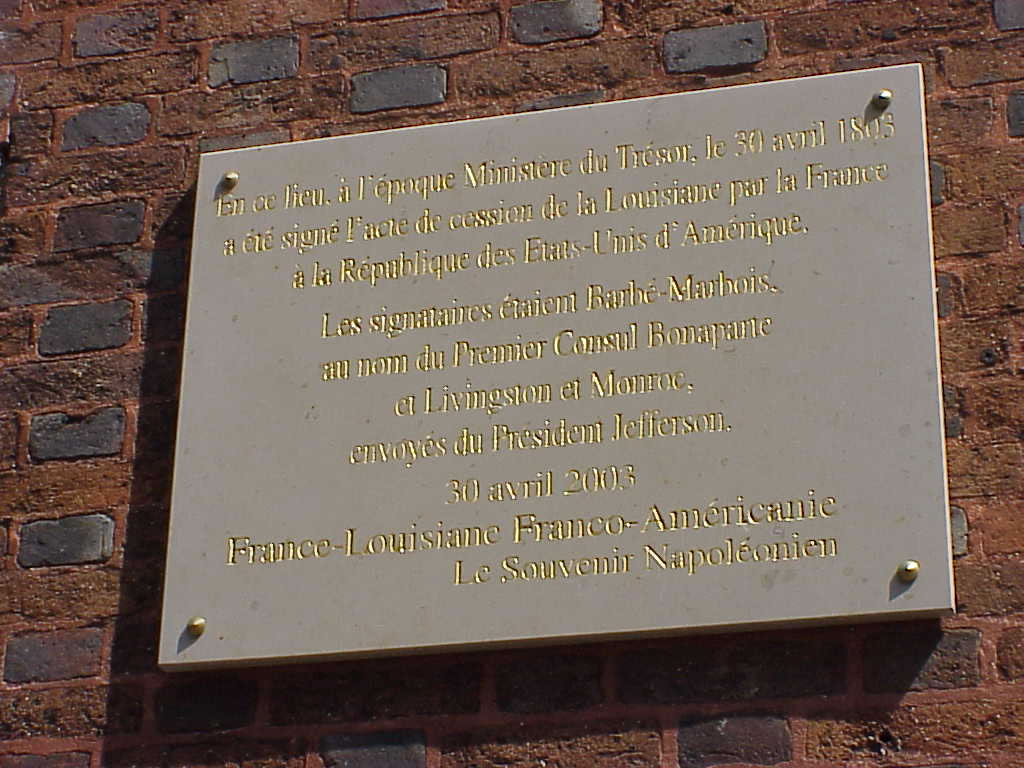 En ce lieu, à l'époque Ministère du Trésor, le 30 avril 1803
a été signé l'acte de cession de la Louisiane par la France
à la République des Etats-Unis d'Amérique.
Les signataires étaient Barbé-Marbois,
au nom du Premier Consul Bonaparte
et Livingston et Monroe,
envoyés du Président Jefferson.
30 avril 2003
France-Louisiane Franco-Américanie
Le Souvenir Napoléonien